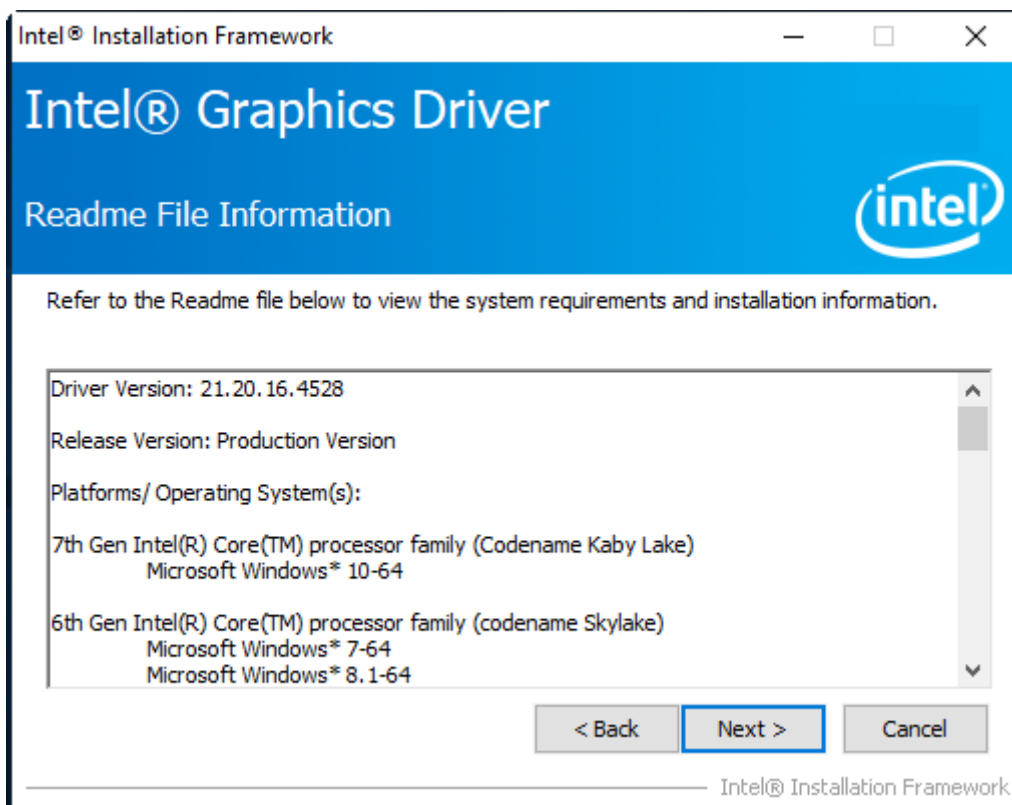 Intel® Installation Framework
Intel® Graphics Driver
Readme File Information
intel
Refer to the Readme file below to view the system requirements and installation information.
Driver Version: 21.20.16.4528
Release Version: Production Version
Platforms/ Operating System(s):
7th Gen Intel(R) Core(TM) processor family (Codename Kaby Lake)
Microsoft Windows* 10-64
6th Gen Intel(R) Core(TM) processor family (codename Skylake)
Microsoft Windows* 7-64
Microsoft Windows* 8.1-64
< Back Next > Cancel
Intel® Installation Framework